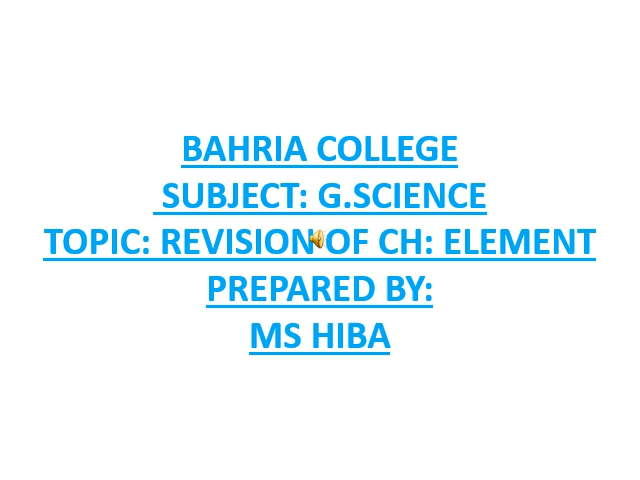 BAHRIA COLLEGE
SUBJECT: G.SCIENCE
TOPIC: REVISION OF CH: ELEMENT
PREPARED BY:
MS HIBA